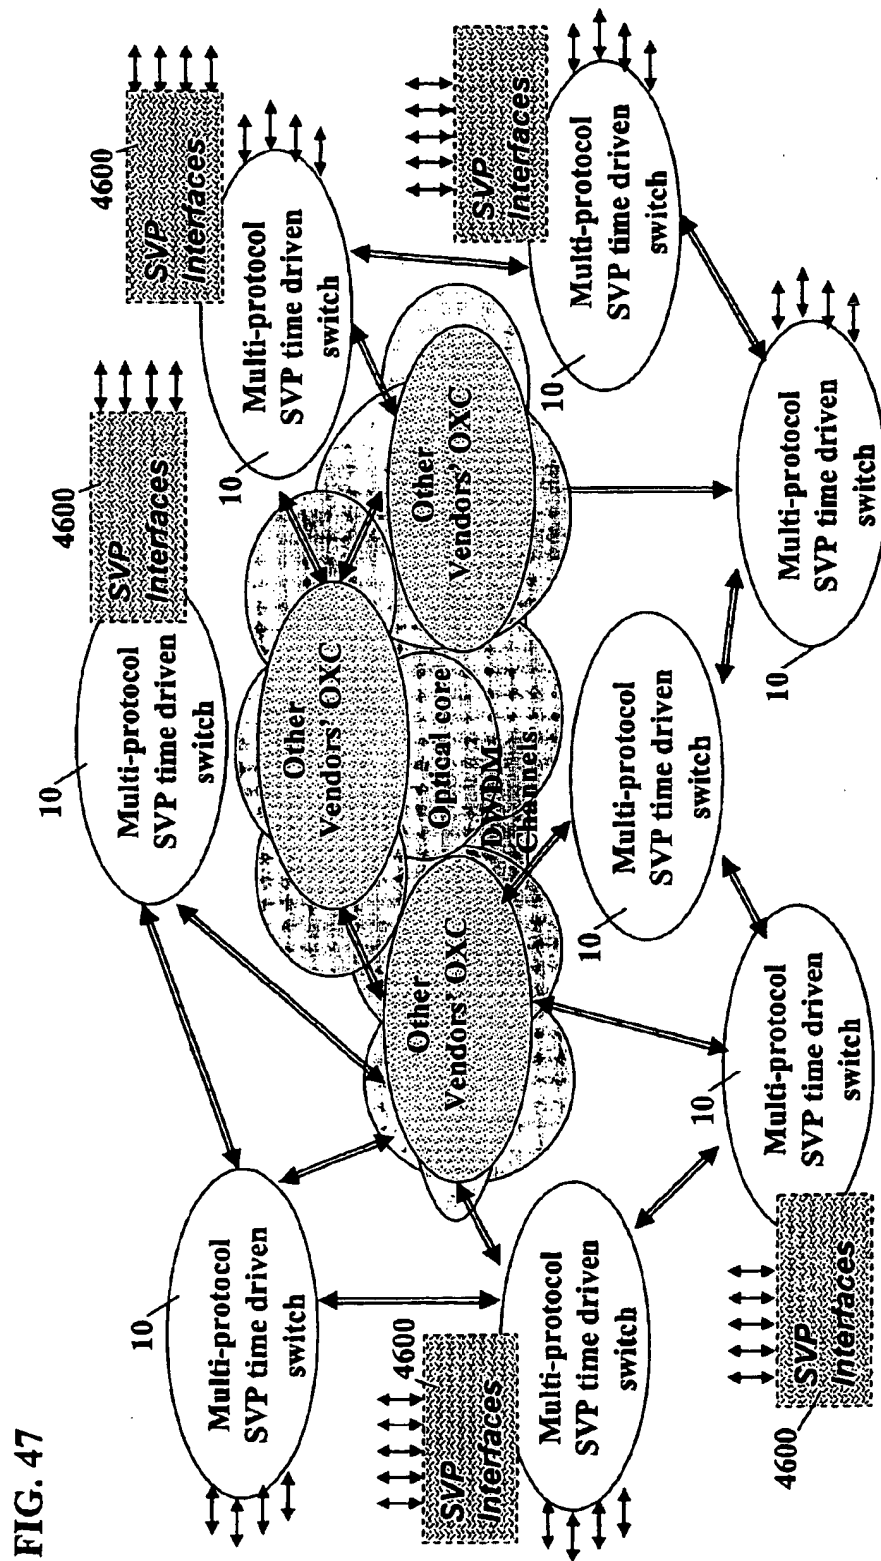 FIG. 47
10
Multi-protocol
SVP time driven
switch
10
Multi-protocol
SVP time driven
switch
4600
SVP
Interfaces
4600
SVP
Interfaces
10
Multi-protocol
SVP time driven
switch
Other
Vendors' OXC
Other
Vendors' OXC
Other
Vendors' OXC
Optical core
DWDM
Channels
4600
SVP
Interfaces
Multi-protocol
SVP time driven
switch
10
Multi-protocol
SVP time driven
switch
SVP
Interfaces
10
Multi-protocol
SVP time driven
switch
4600
SVP
Interfaces
10
Multi-protocol
SVP time driven
switch
10
Multi-protocol
SVP time driven
switch